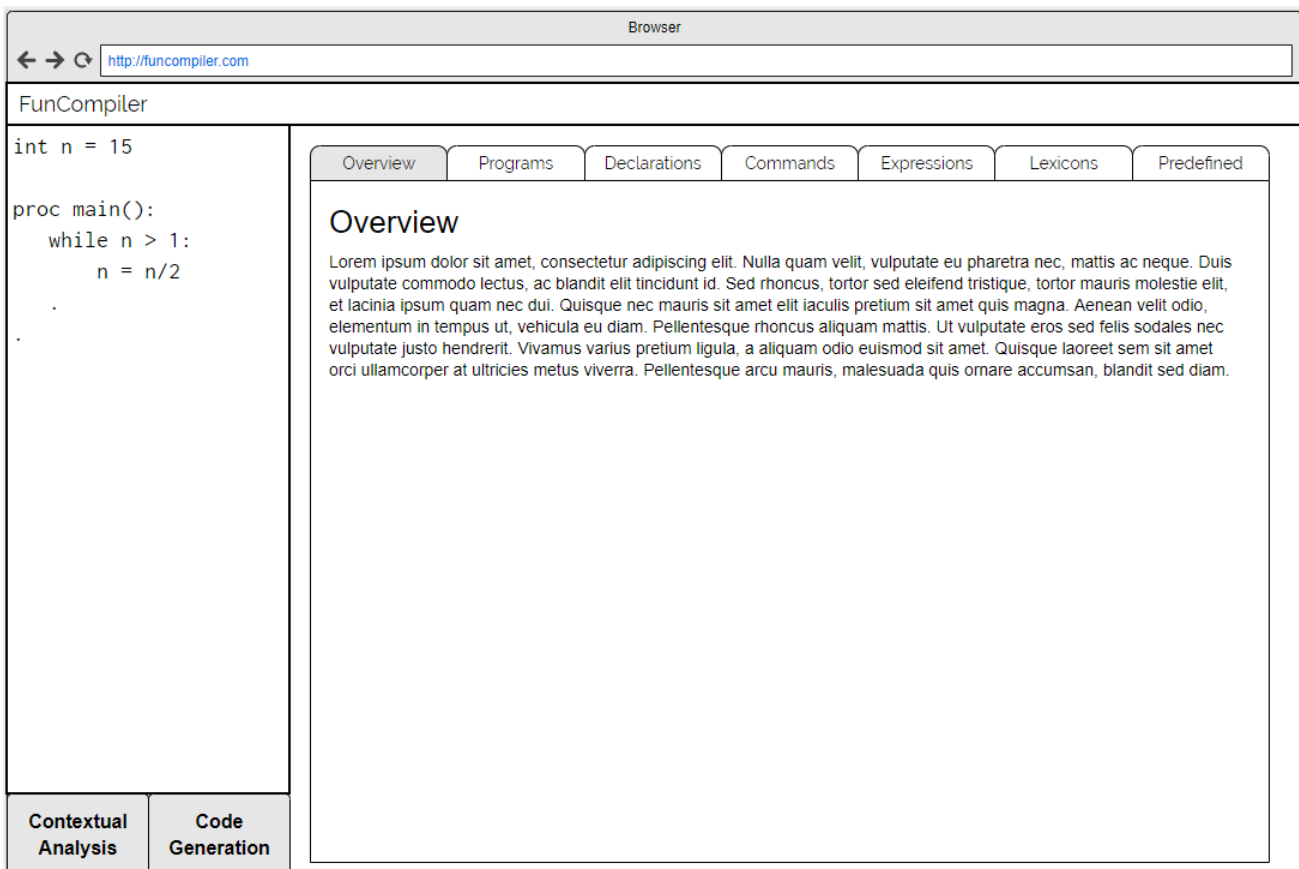 Browser
http://funcompiler.com
FunCompiler
int n = 15
proc main():
while n > 1:
n = n/2
.
.
Contextual
Analysis
Code
Generation
Overview
Programs
Declarations
Commands
Expressions
Lexicons
Predefined
Overview
Lorem ipsum dolor sit amet, consectetur adipiscing elit. Nulla quam velit, vulputate eu pharetra nec, mattis ac neque. Duis
vulputate commodo lectus, ac blandit elit tincidunt id. Sed rhoncus, tortor sed eleifend tristique, tortor mauris molestie elit,
et lacinia ipsum quam nec dui. Quisque nec mauris sit amet elit iaculis pretium sit amet quis magna. Aenean velit odio,
elementum in tempus ut, vehicula eu diam. Pellentesque rhoncus aliquam mattis. Ut vulputate eros sed felis sodales nec
vulputate justo hendrerit. Vivamus varius pretium ligula, a aliquam odio euismod sit amet. Quisque laoreet sem sit amet
orci ullamcorper at ultricies metus viverra. Pellentesque arcu mauris, malesuada quis ornare accumsan, blandit sed diam.